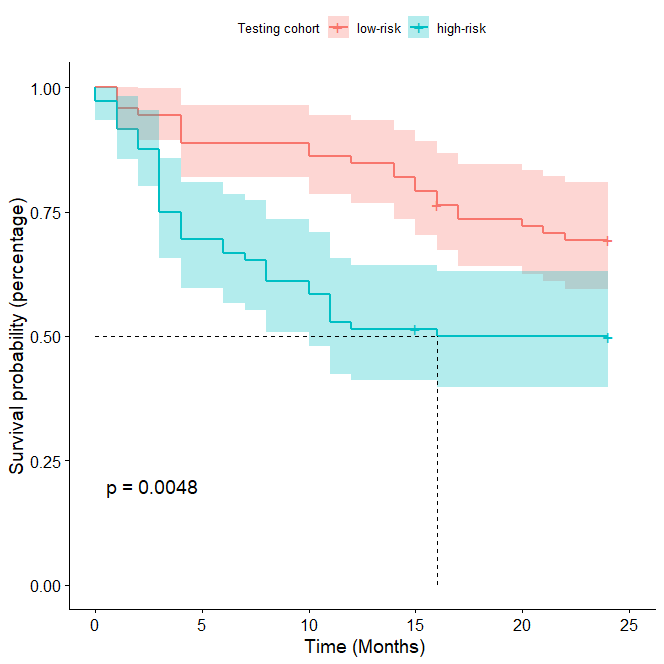 Testing cohort low-risk high-risk
Survival probability (percentage)
1.00
0.75
0.50
0.25
0.00
p = 0.0048
0 5 10 15 20 25
Time (Months)